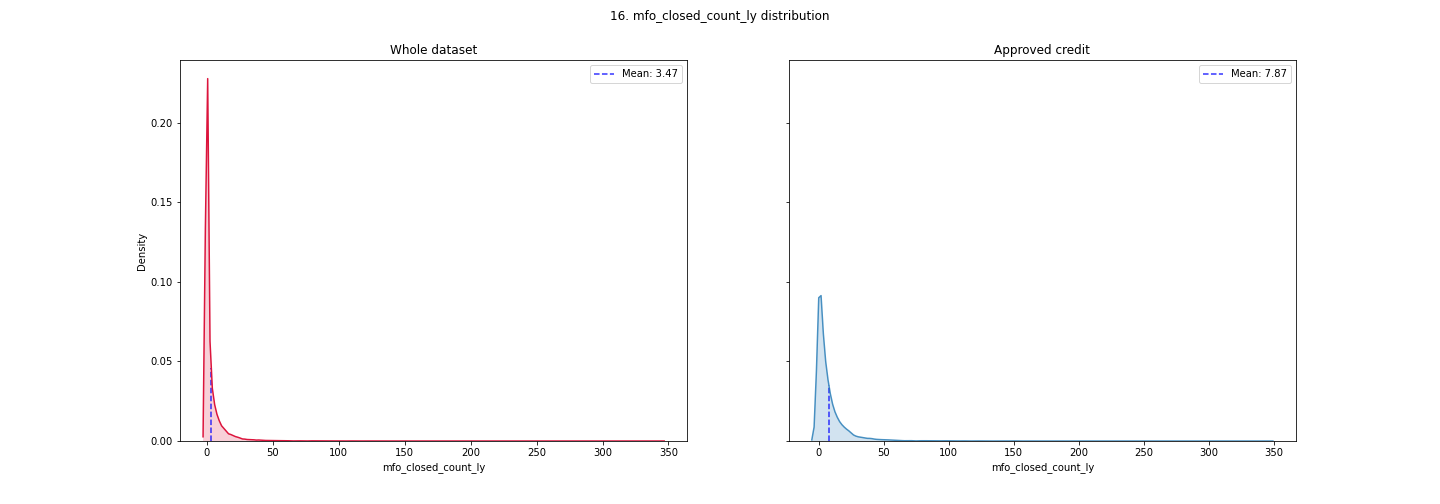 16. mfo_closed_count_ly distribution
Whole dataset
Mean: 3.47
Density
0.20
0.15
0.10
0.05
0.00
0 50 100 150 200 250 300 350
mfo_closed_count_ly
Approved credit
Mean: 7.87
0 50 100 150 200 250 300 350
mfo_closed_count_ly